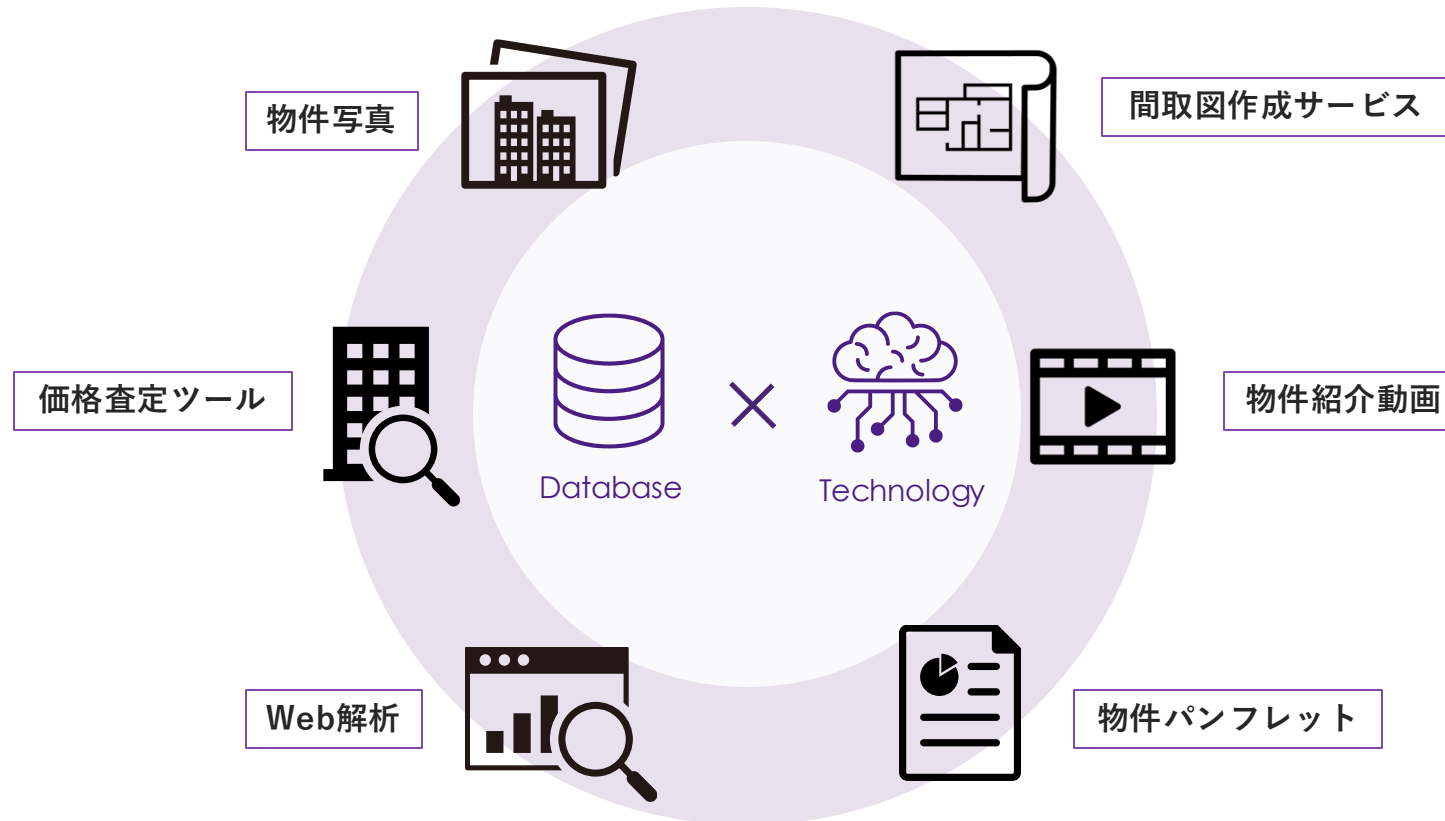 物件写真
間取図作成サービス
価格査定ツール
物件紹介動画
Database
Technology
Web解析
物件パンフレット